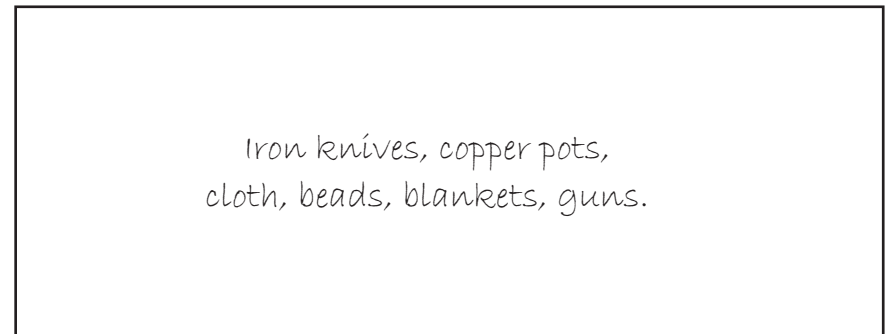 Iron knives, copper pots,
cloth, beads, blankets, guns.